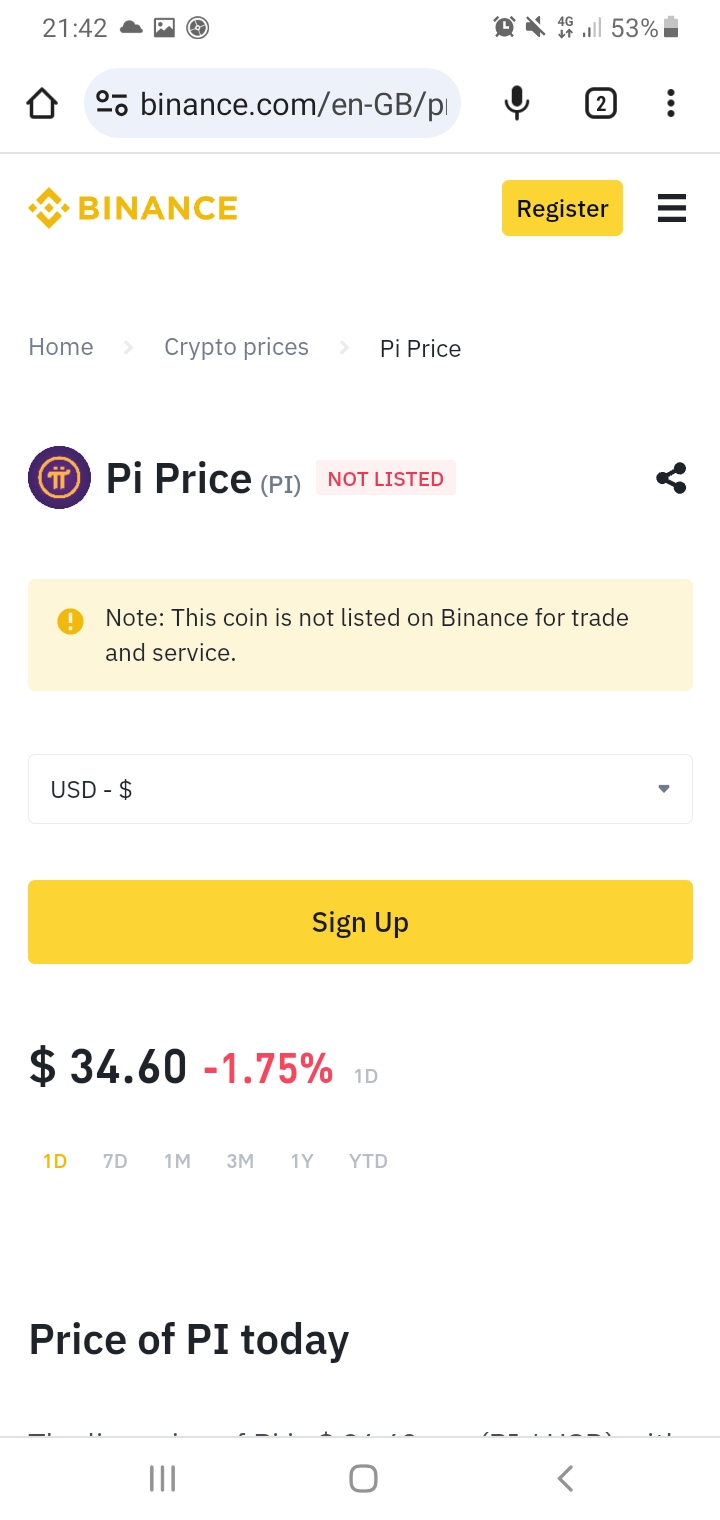 21:42
4G
53%
binance.com/en-GB/p
2
BINANCE
Register
Home
Crypto prices
Pi Price
Pi Price (PI) NOT LISTED
Note: This coin is not listed on Binance for trade
and service.
USD - $
Sign Up
$ 34.60 -1.75% 1D
1D 7D 1M 3M 1Y YTD
Price of PI today